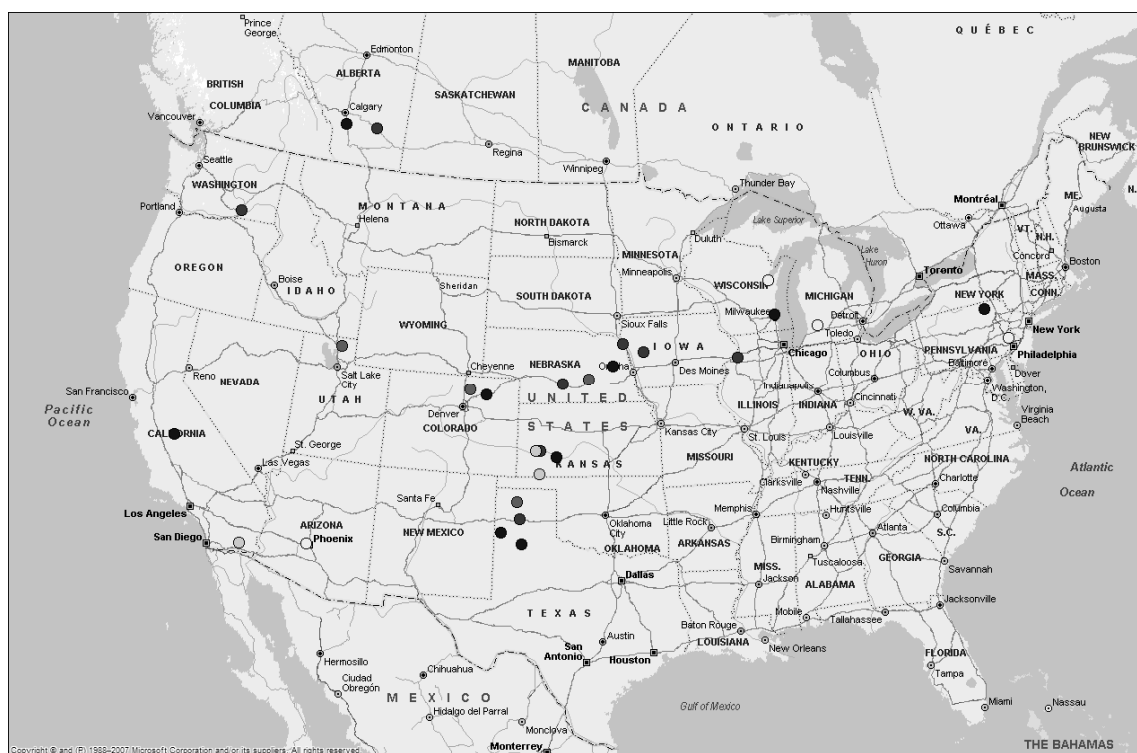 Prince
George
Edmonton
QUÉBEC
ALBERTA
MANITOBA
BRITISH
COLUMBIA
SASKATCHEWAN
CANADA
Calgary
Vancouver
ONTARIO
NEW
BRUNSWICK
Regina
Winnipeg
Seattle
WASHINGTON
Thunder Bay
N.
Montréal
ME.
Augusta
Portland
MONTANA
Helena
NORTH DAKOTA
Bismarck
Lake Superior
Duluth
Ottawa
VT.
N.H.
Concord
MINNESOTA
Lake
Huron
OREGON
Boise
IDAHO
Minneapolis
Toronto
MASS.
Boston
Sheridan
SOUTH DAKOTA
WISCONSIN
MICHIGAN
NEW YORK
CONN.
Milwaukee
Detroit
WYOMING
Sioux Falls
New York
Toledo
IOWA
Chicago
OHIO
PENNSYLVANIA
Philadelphia
Reno
NEVADA
Salt Lake
City
Cheyenne
NEBRASKA
Omaha
Des Moines
Columbus
Baltimore
Dover
San Francisco
UTAH
UNITED
Indianapolis
Washington,
D.C.
Pacific
Ocean
Denver
COLORADO
ILLINOIS
INDIANA
Cincinnati
W. VA.
Virginia
Beach
CALIFORNIA
STATES
Kansas City
St. Louis
Louisville
VA.
St. George
Las Vegas
KANSAS
MISSOURI
KENTUCKY
NORTH CAROLINA
Atlantic
Ocean
Clarksville
TENN.
Nashville
Charlotte
Santa Fe
Los Angeles
ARIZONA
NEW MEXICO
Oklahoma
City
Little Rock
Memphis
Huntsville
Columbia
San Diego
Phoenix
OKLAHOMA
ARKANSAS
Birmingham
Atlanta
S.C.
Tuscaloosa
GEORGIA
Dallas
MISS.
Jackson
ALABAMA
Savannah
TEXAS
Mobile
Jacksonville
Baton Rouge
Tallahassee
Austin
LOUISIANA
New Orleans
San
Antonio
Houston
Hermosillo
FLORIDA
Tampa
Chihuahua
Ciudad
Obregón
MEXICO
Gulf of Mexico
Miami
Nassau
Hidalgo del Parral
Monclova
Monterrey
THE BAHAMAS
Copyright © and (P) 1988–2007 Microsoft Corporation and/or its suppliers. All rights reserved.